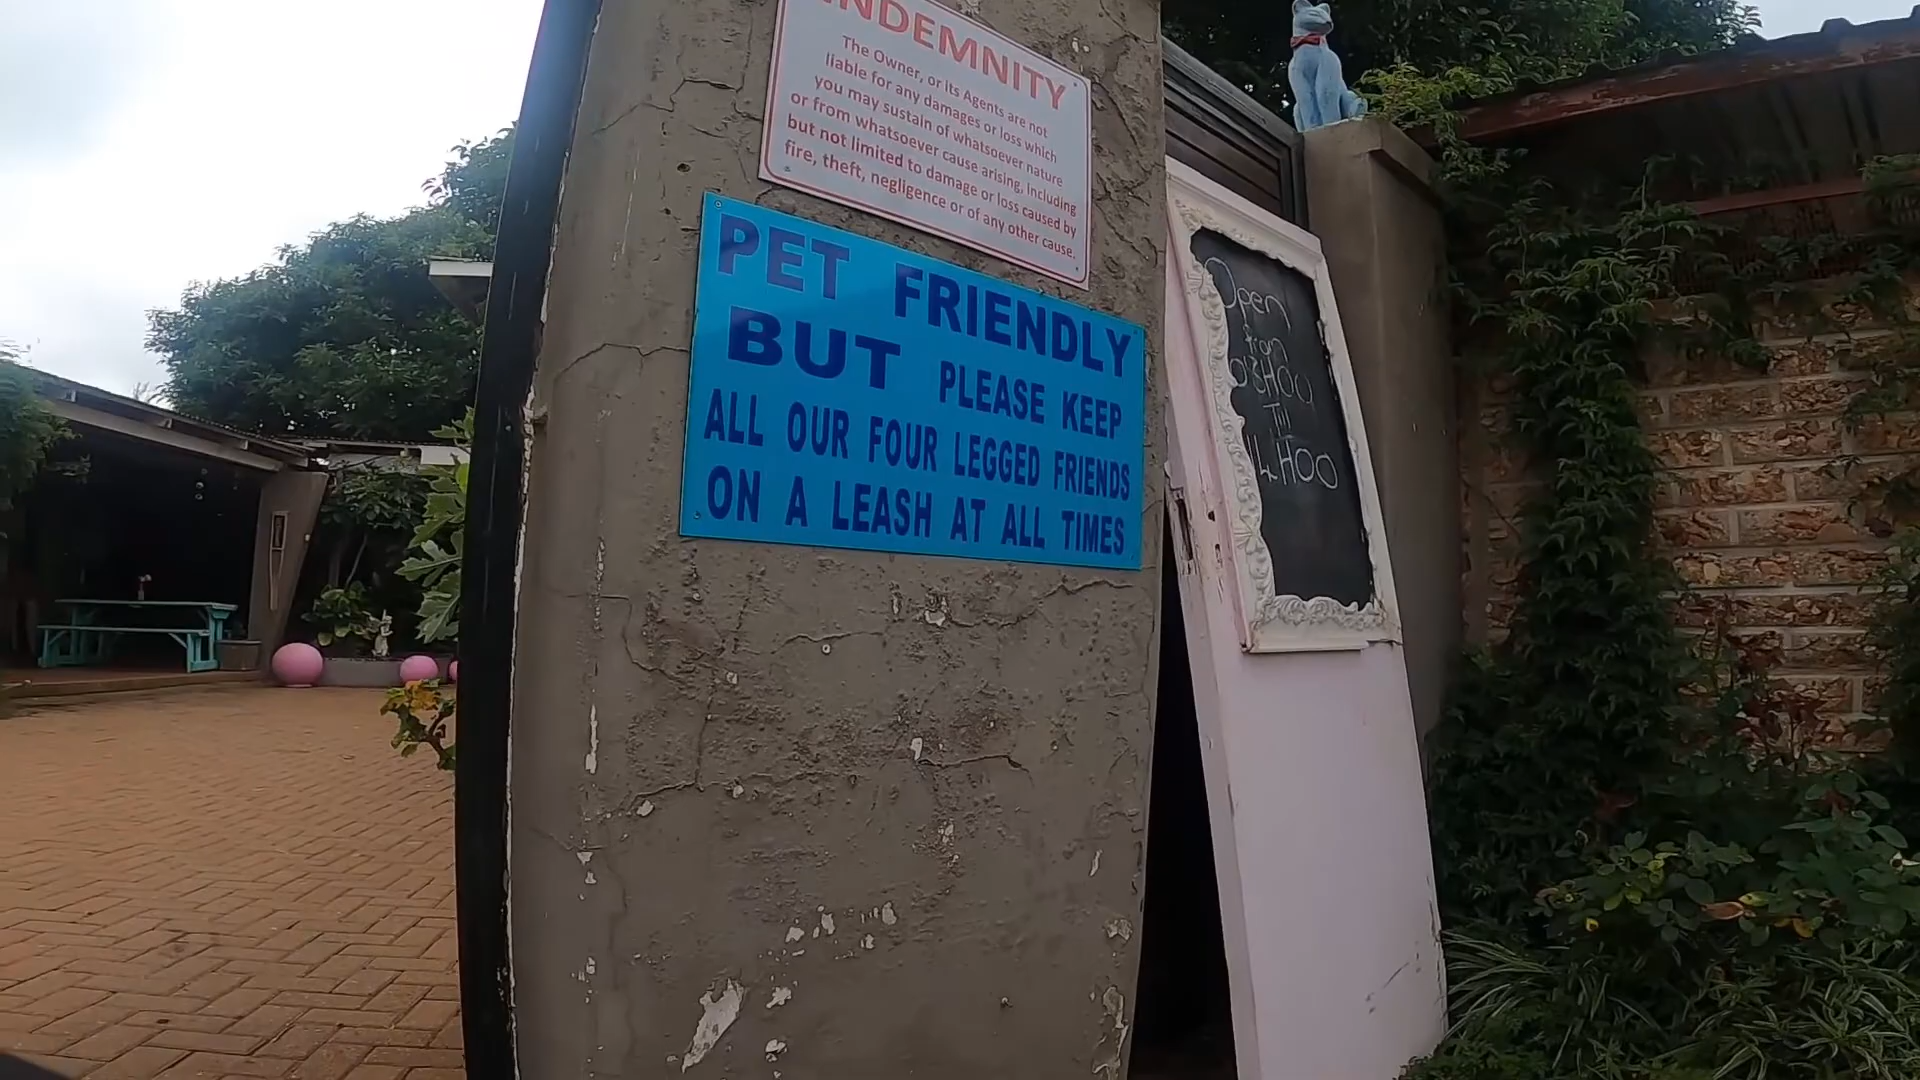 INDEMNITY
The Owner, or its Agents are not
liable for any damages or loss which
you may sustain of whatsoever nature
or from whatsoever cause arising, including
but not limited to damage or loss caused by
fire, theft, negligence or of any other cause.
PET FRIENDLY
BUT PLEASE KEEP
ALL OUR FOUR LEGGED FRIENDS
ON A LEASH AT ALL TIMES
Open
from
Till